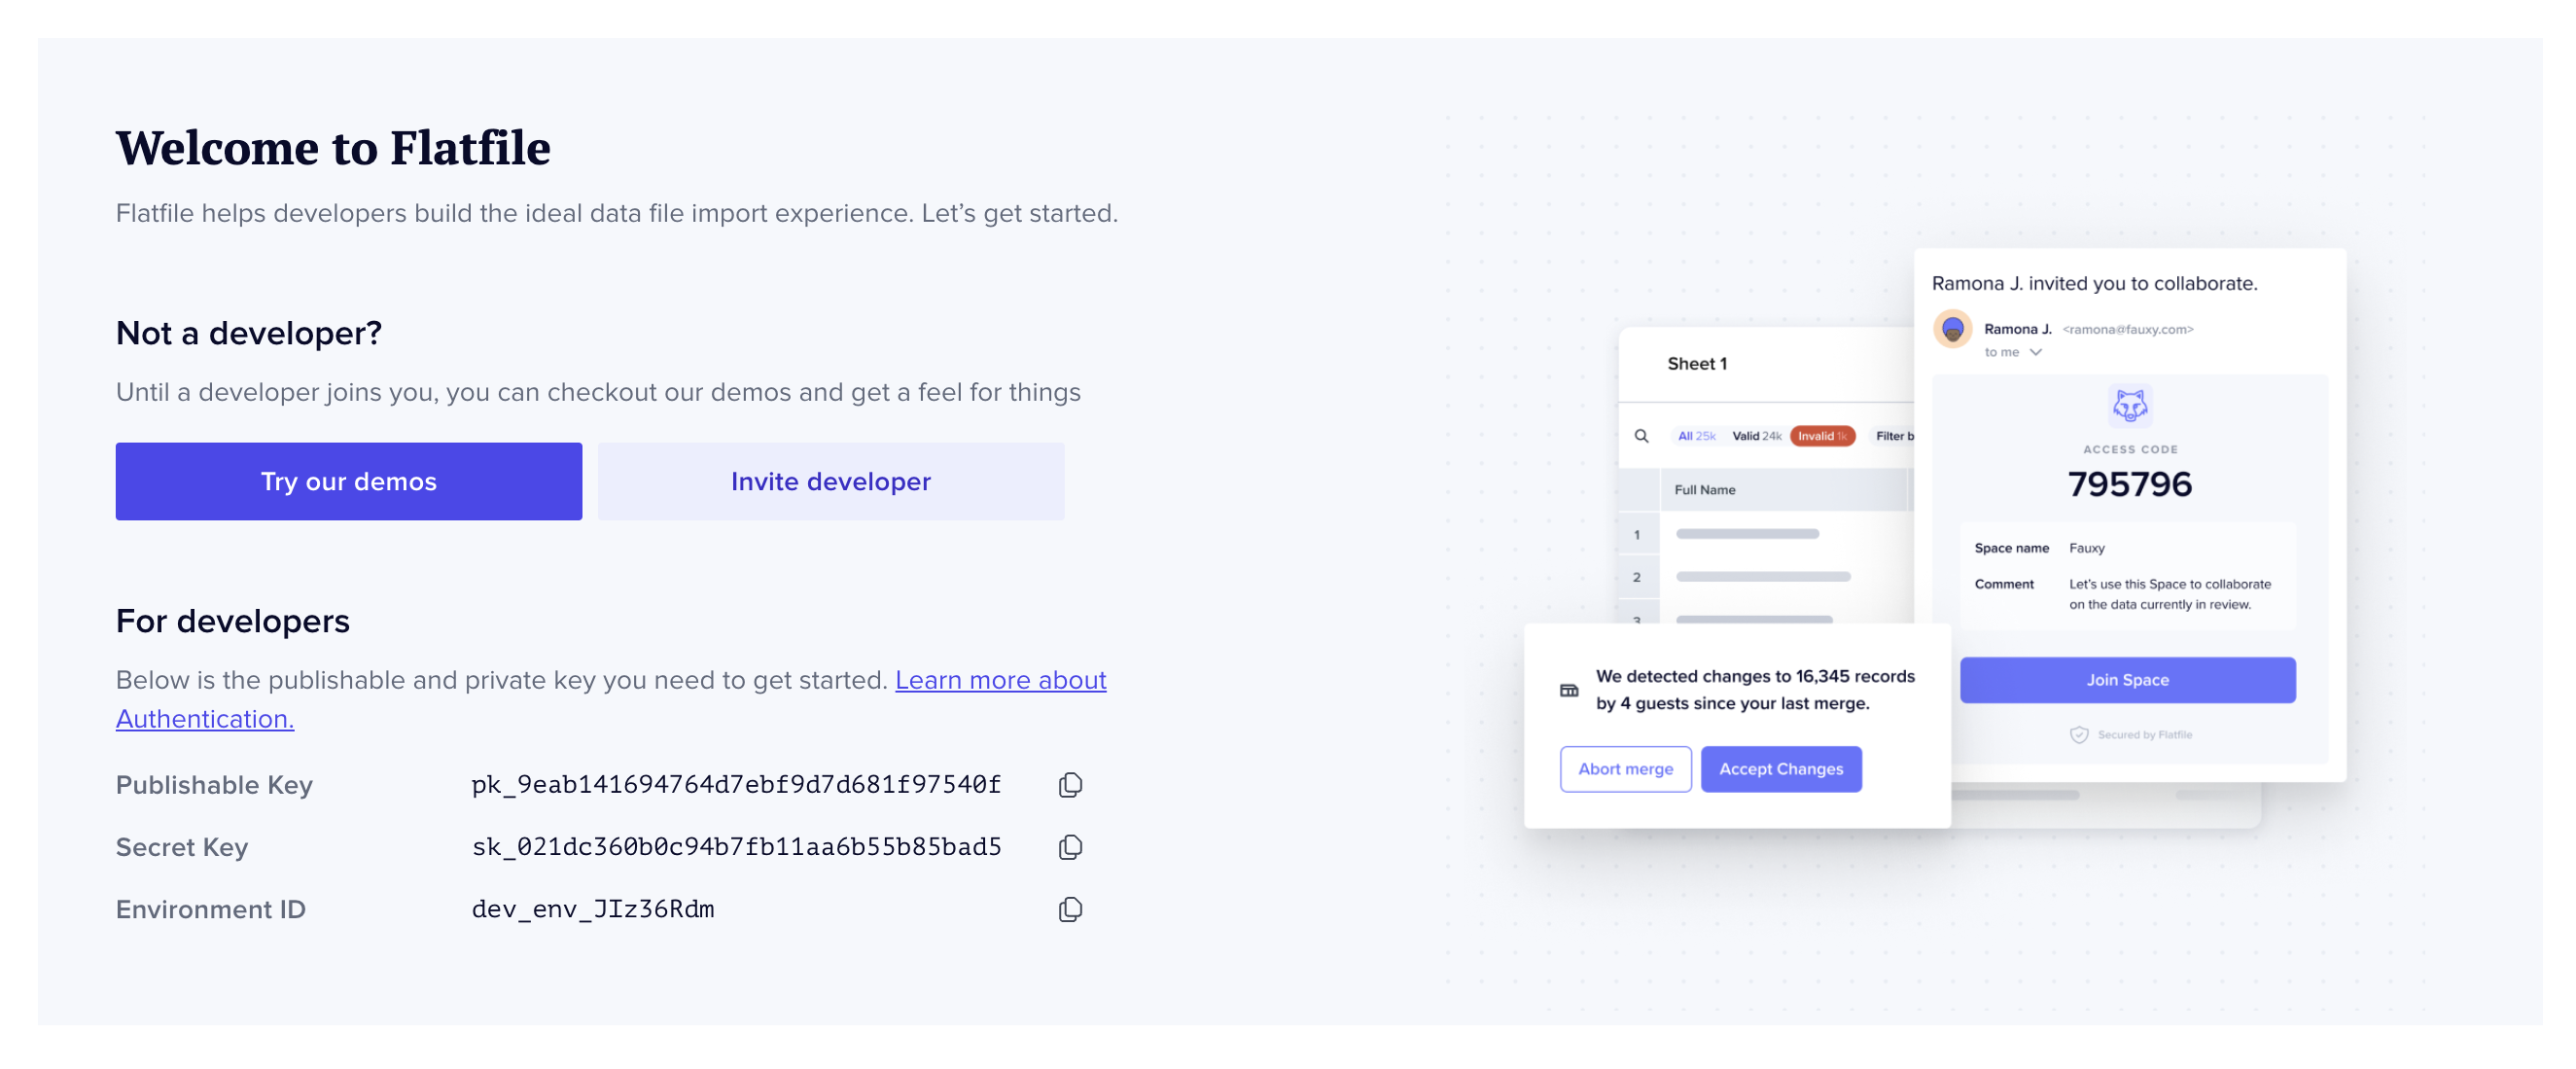 Welcome to Flatfile
Flatfile helps developers build the ideal data file import experience. Let's get started.
Not a developer?
Until a developer joins you, you can checkout our demos and get a feel for things
Try our demos
Invite developer
For developers
Below is the publishable and private key you need to get started. Learn more about
Authentication.
Publishable Key pk_9eab141694764d7ebf9d7d681f97540f
Secret Key sk_021dc360b0c94b7fb11aa6b55b85bad5
Environment ID dev_env_JIz36Rdm
Sheet 1
All 25k Valid 24k Invalid 1k Filter b
Full Name
1
2
3
We detected changes to 16,345 records
by 4 guests since your last merge.
Abort merge
Accept Changes
Ramona J. invited you to collaborate.
Ramona J. <ramona@fauxy.com>
to me
ACCESS CODE
795796
Space name Fauxy
Comment Let's use this Space to collaborate
on the data currently in review.
Join Space
Secured by Flatfile